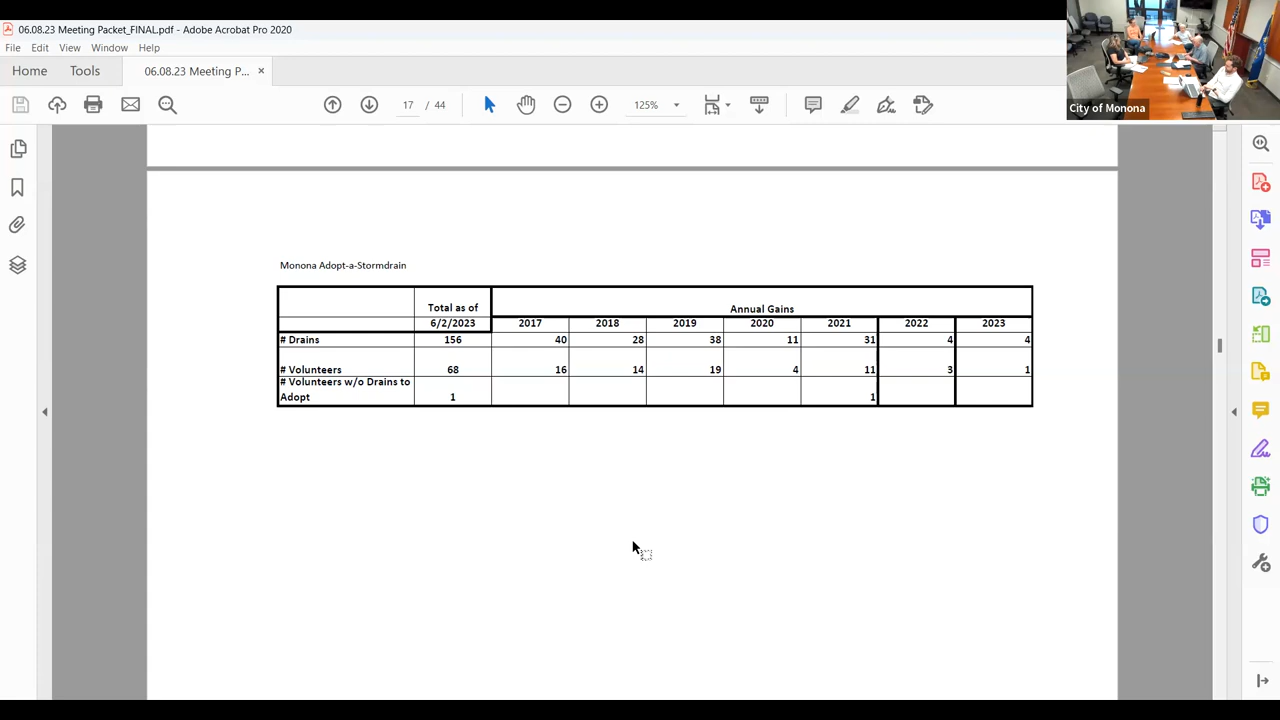 06.08.23 Meeting Packet_FINAL.pdf - Adobe Acrobat Pro 2020
File Edit View Window Help
Home Tools 06.08.23 Meeting P... ×
17 / 44 125%
City of Monona
Monona Adopt-a-Stormdrain
Total as of Annual Gains
6/2/2023 2017 2018 2019 2020 2021 2022 2023
# Drains 156 40 28 38 11 31 4 4
# Volunteers 68 16 14 19 4 11 3 1
# Volunteers w/o Drains to
Adopt 1 1